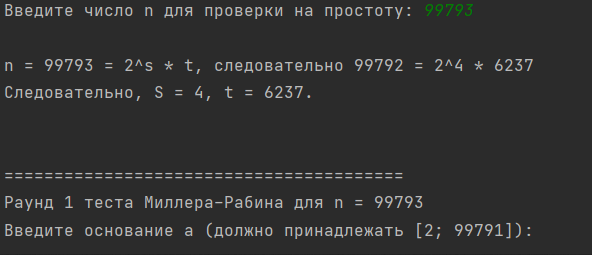 Введите число n для проверки на простоту: 99793
n = 99793 = 2^s * t, следовательно 99792 = 2^4 * 6237
Следовательно, S = 4, t = 6237.
========================================
Раунд 1 теста Миллера-Рабина для n = 99793
Введите основание a (должно принадлежать [2; 99791]):